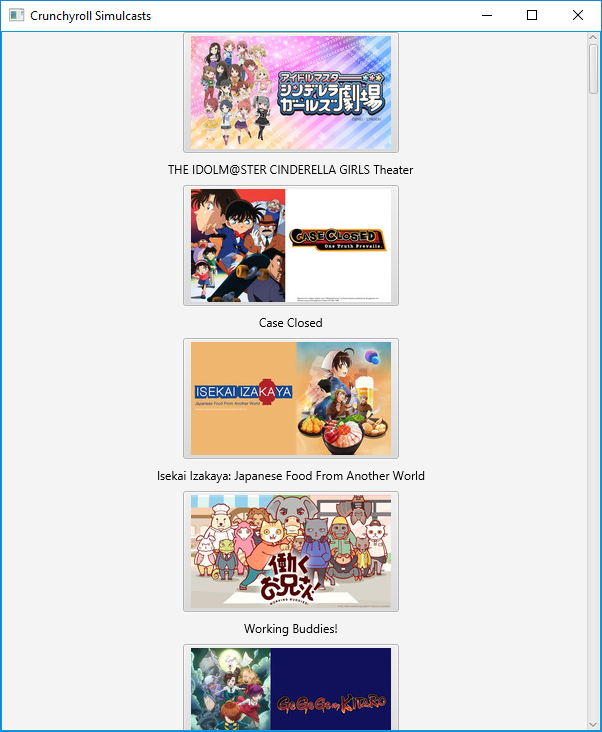 Crunchyroll Simulcasts
アイドルマスター
シンデレラ
ガールズ劇場
THE IDOLM@STER CINDERELLA GIRLS Theater
CASE CLOSED
One Truth Prevails.
Case Closed
ISEKAI IZAKAYA
Japanese Food From Another World
Isekai Izakaya: Japanese Food From Another World
働く
お兄さん!
WORKING BUDDIES!
Working Buddies!
GeGeGe no KITARO